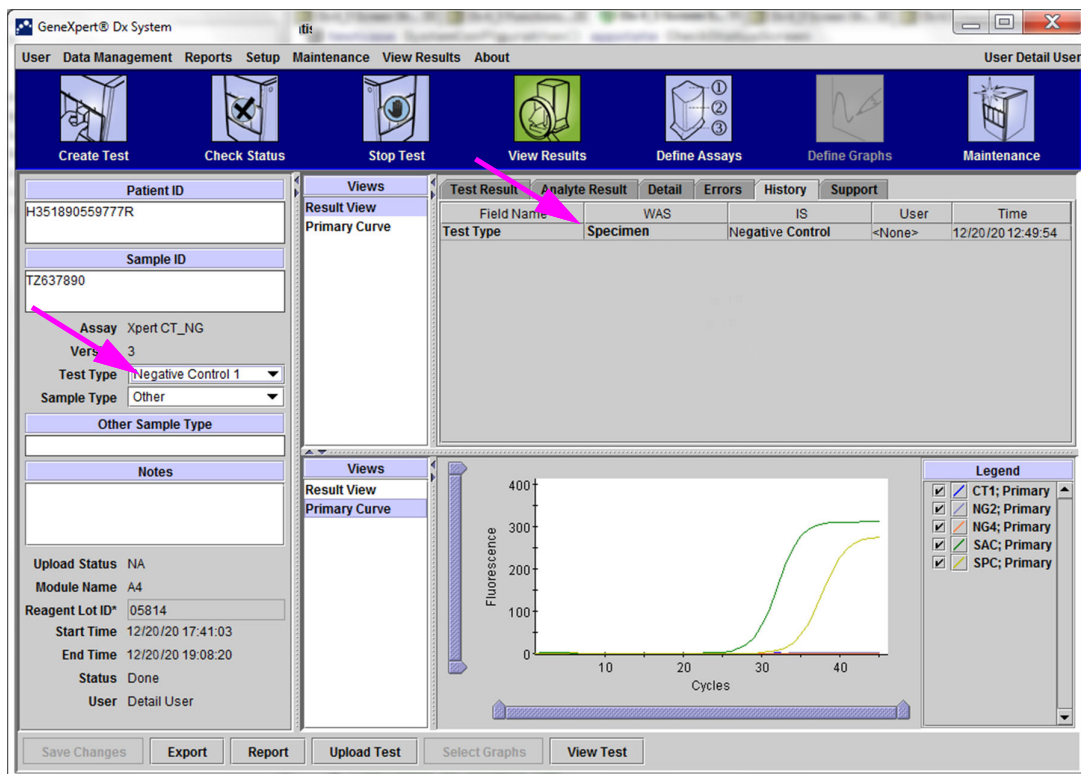 GeneXpert® Dx System
User Data Management Reports Setup Maintenance View Results About User Detail User
Create Test Check Status Stop Test View Results Define Assays Define Graphs Maintenance
1
2
3
Patient ID
H351890559777R
Sample ID
TZ637890
Assay Xpert CT_NG
3
Test Type Negative Control 1
Sample Type Other
Other Sample Type
Notes
Upload Status NA
Module Name A4
Reagent Lot ID* 05814
Start Time 12/20/20 17:41:03
End Time 12/20/20 19:08:20
Status Done
User Detail User
Views
Result View
Primary Curve
Test Result Analyte Result Detail Errors History Support
Field Name WAS IS User Time
Test Type Specimen Negative Control <None> 12/20/20 12:49:54
Views
Result View
Primary Curve
400
300
200
100
0
Fluorescence
10 20 30 40
Cycles
Legend
CT1; Primary
NG2; Primary
NG4; Primary
SAC; Primary
SPC; Primary
Save Changes Export Report Upload Test Select Graphs View Test